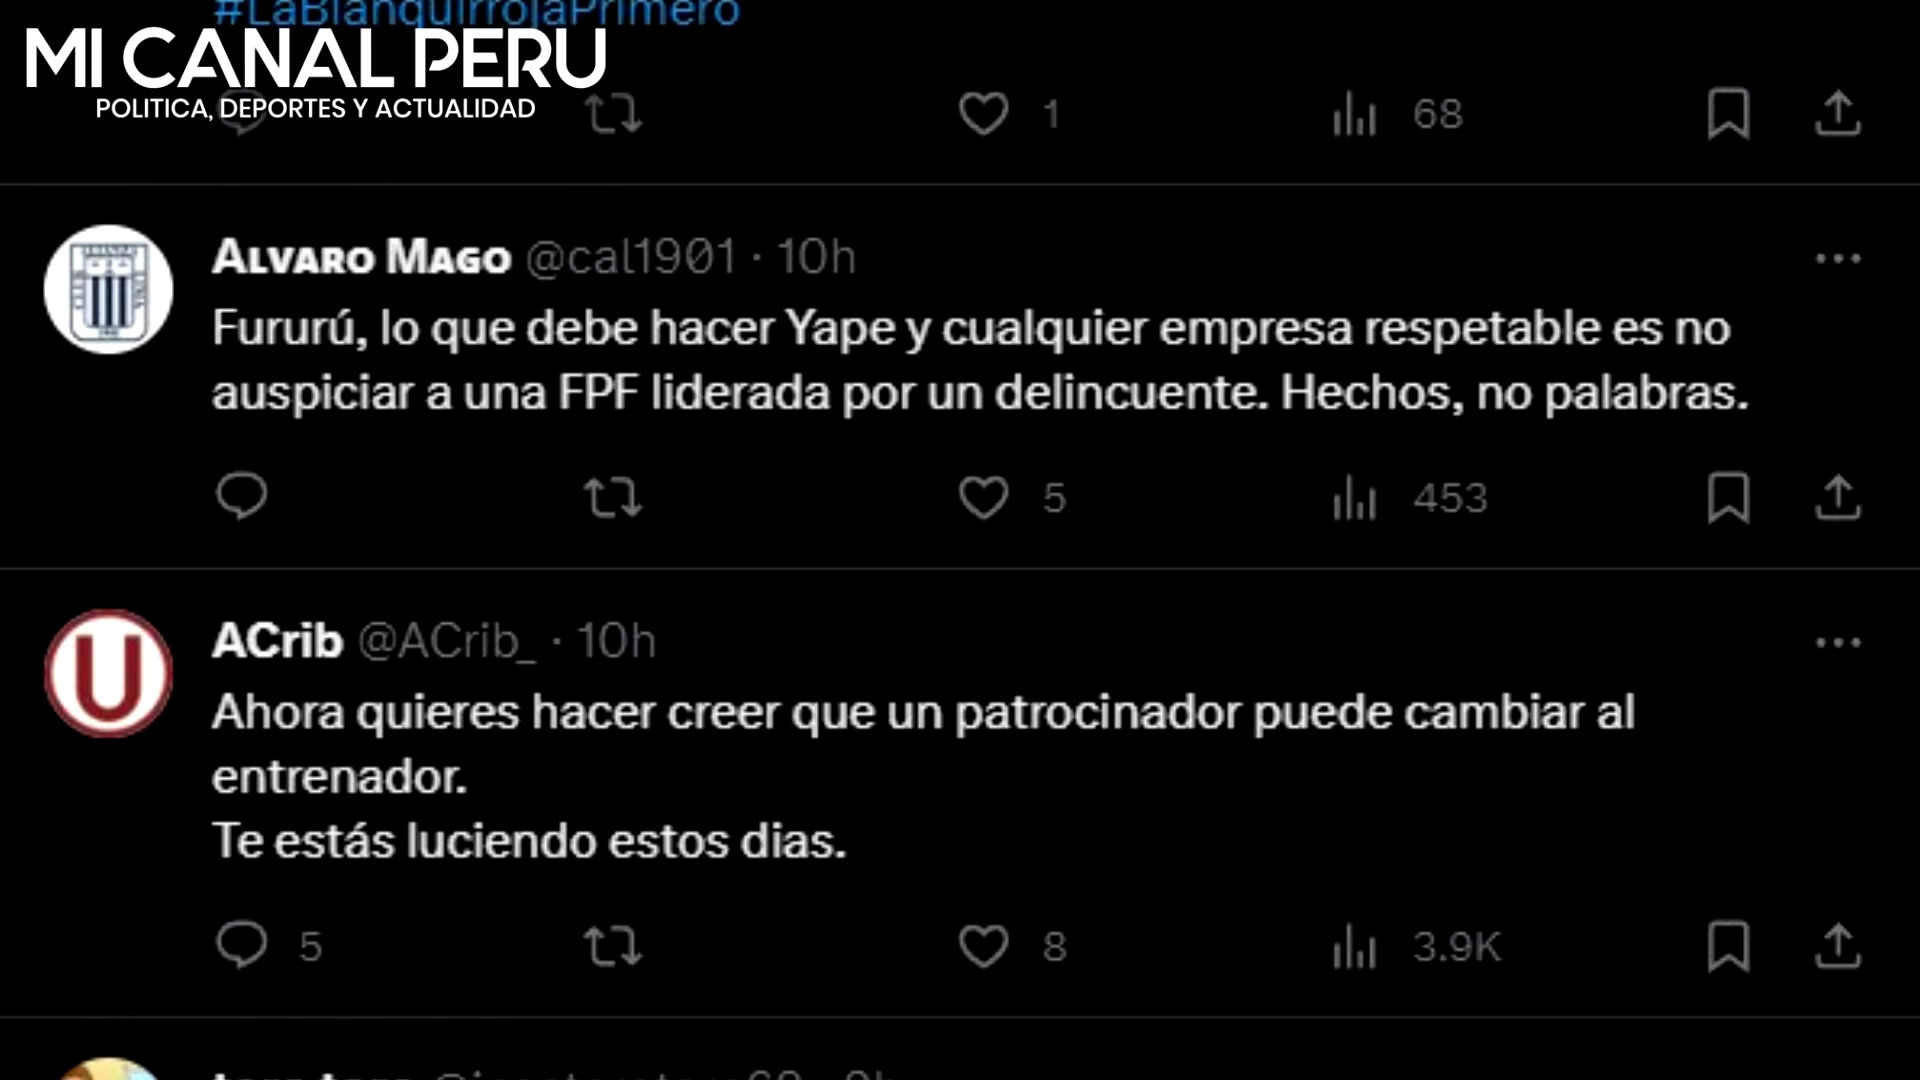 #LaBlanquirrojaPrimero
MI CANAL PERU
POLITICA, DEPORTES Y ACTUALIDAD
1
68
ALVARO MAGO @cal1901 · 10h
Fururú, lo que debe hacer Yape y cualquier empresa respetable es no
auspiciar a una FPF liderada por un delincuente. Hechos, no palabras.
5
453
ACrib @ACrib_ · 10h
Ahora quieres hacer creer que un patrocinador puede cambiar al
entrenador.
Te estás luciendo estos dias.
5
8
3.9K